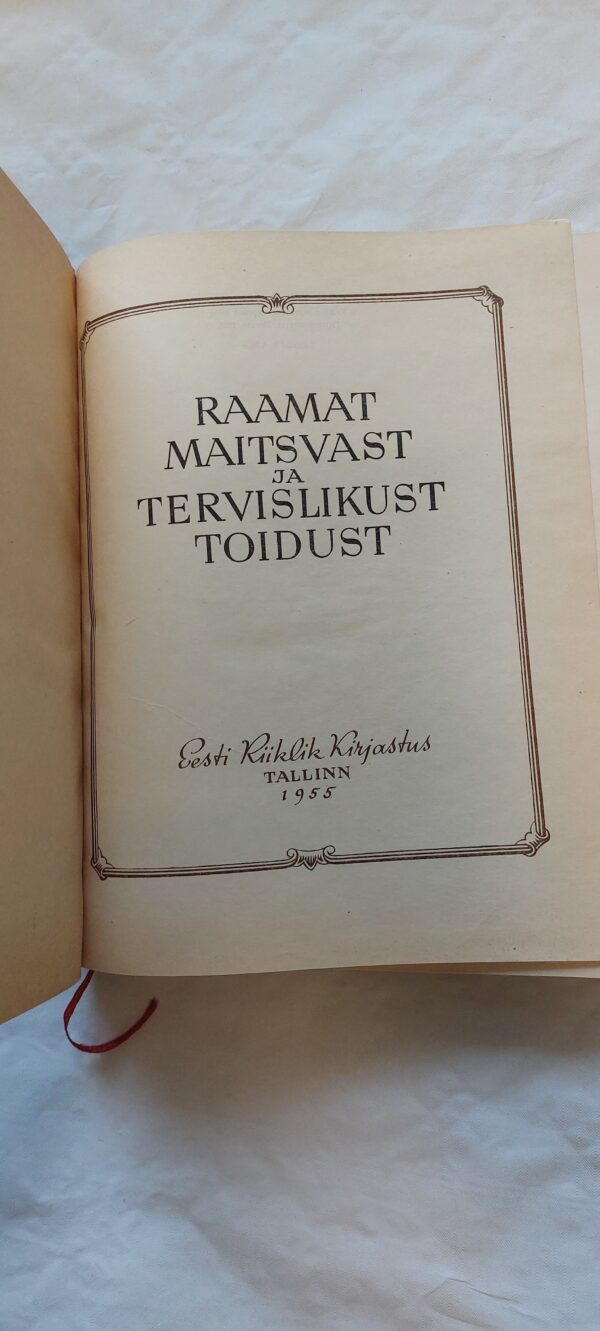 RAAMAT
MAITSVAST
JA
TERVISLIKUST
TOIDUST
Eesti Riiklik Kirjastus
TALLINN
1955